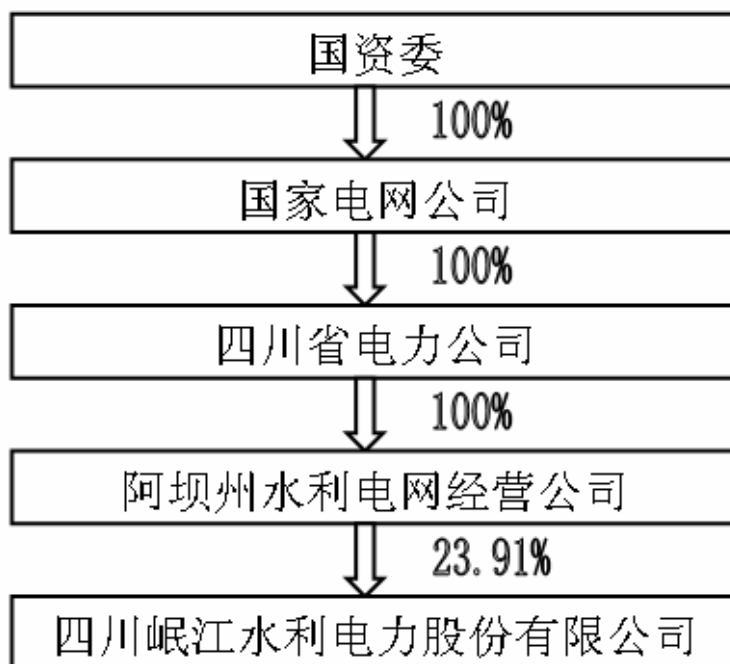 国资委
100%
国家电网公司
100%
四川省电力公司
100%
阿坝州水利电网经营公司
23.91%
四川岷江水利电力股份有限公司